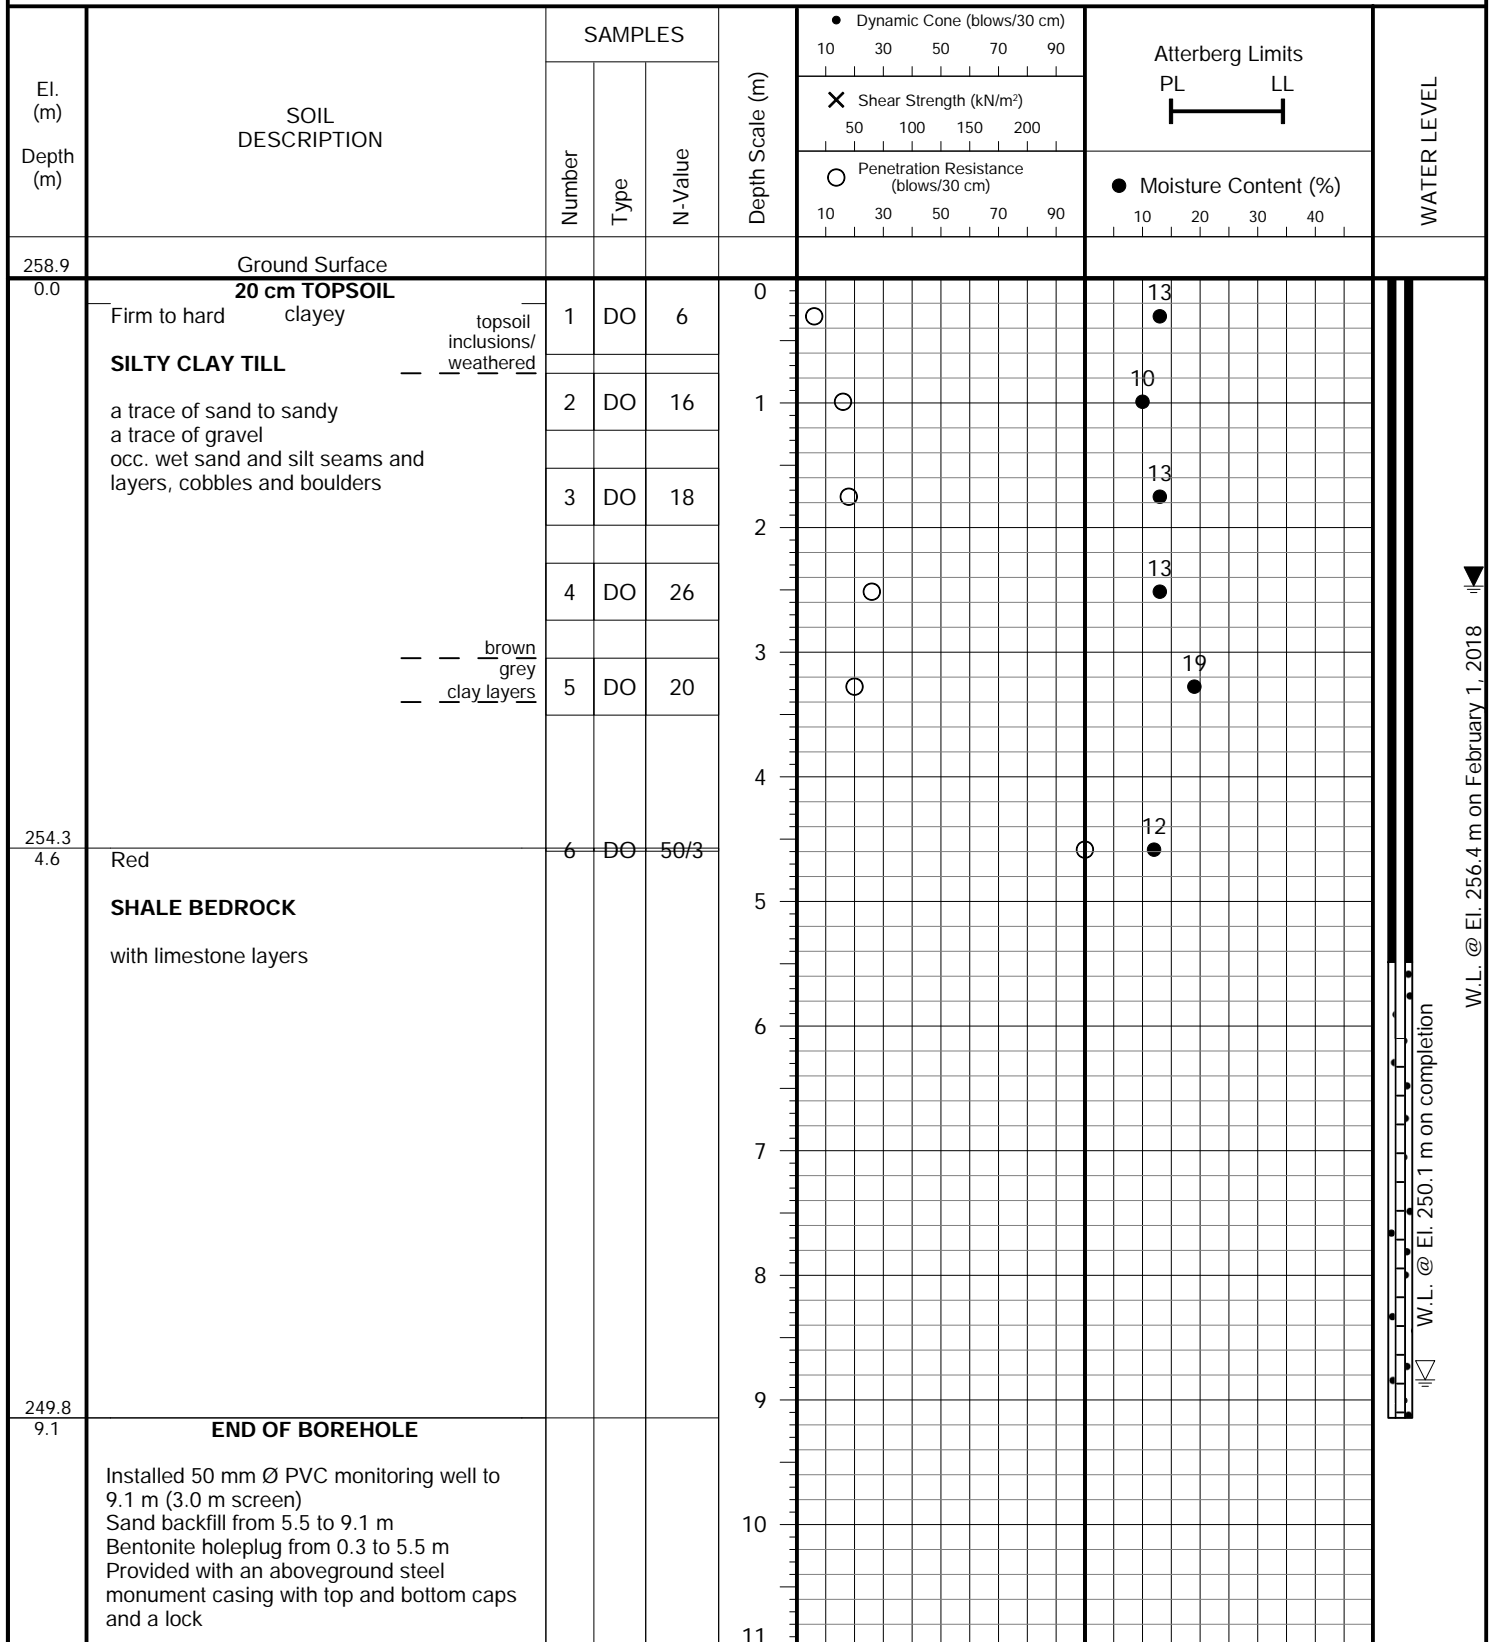 SAMPLES
El.
(m)
Depth
(m)
SOIL
DESCRIPTION
Number
Type
N-Value
Depth Scale (m)
Dynamic Cone (blows/30 cm)
10 30 50 70 90
Shear Strength (kN/m²)
50 100 150 200
Penetration Resistance
(blows/30 cm)
10 30 50 70 90
Atterberg Limits
PL LL
Moisture Content (%)
10 20 30 40
WATER LEVEL
258.9 Ground Surface
0.0 20 cm TOPSOIL 0
Firm to hard clayey
topsoil
inclusions/
weathered
1 DO 6 13
SILTY CLAY TILL
a trace of sand to sandy
a trace of gravel
occ. wet sand and silt seams and
layers, cobbles and boulders
2 DO 16 1 10
3 DO 18 13
2
4 DO 26 13
brown
grey
clay layers
3
5 DO 20 19
4
254.3
4.6
6 DO 50/3 12
Red
SHALE BEDROCK
with limestone layers
5
6
7
8
9
W.L. @ El. 256.4 m on February 1, 2018
W.L. @ El. 250.1 m on completion
249.8
9.1 END OF BOREHOLE
Installed 50 mm Ø PVC monitoring well to
9.1 m (3.0 m screen)
Sand backfill from 5.5 to 9.1 m
Bentonite holeplug from 0.3 to 5.5 m
Provided with an aboveground steel
monument casing with top and bottom caps
and a lock
10
11